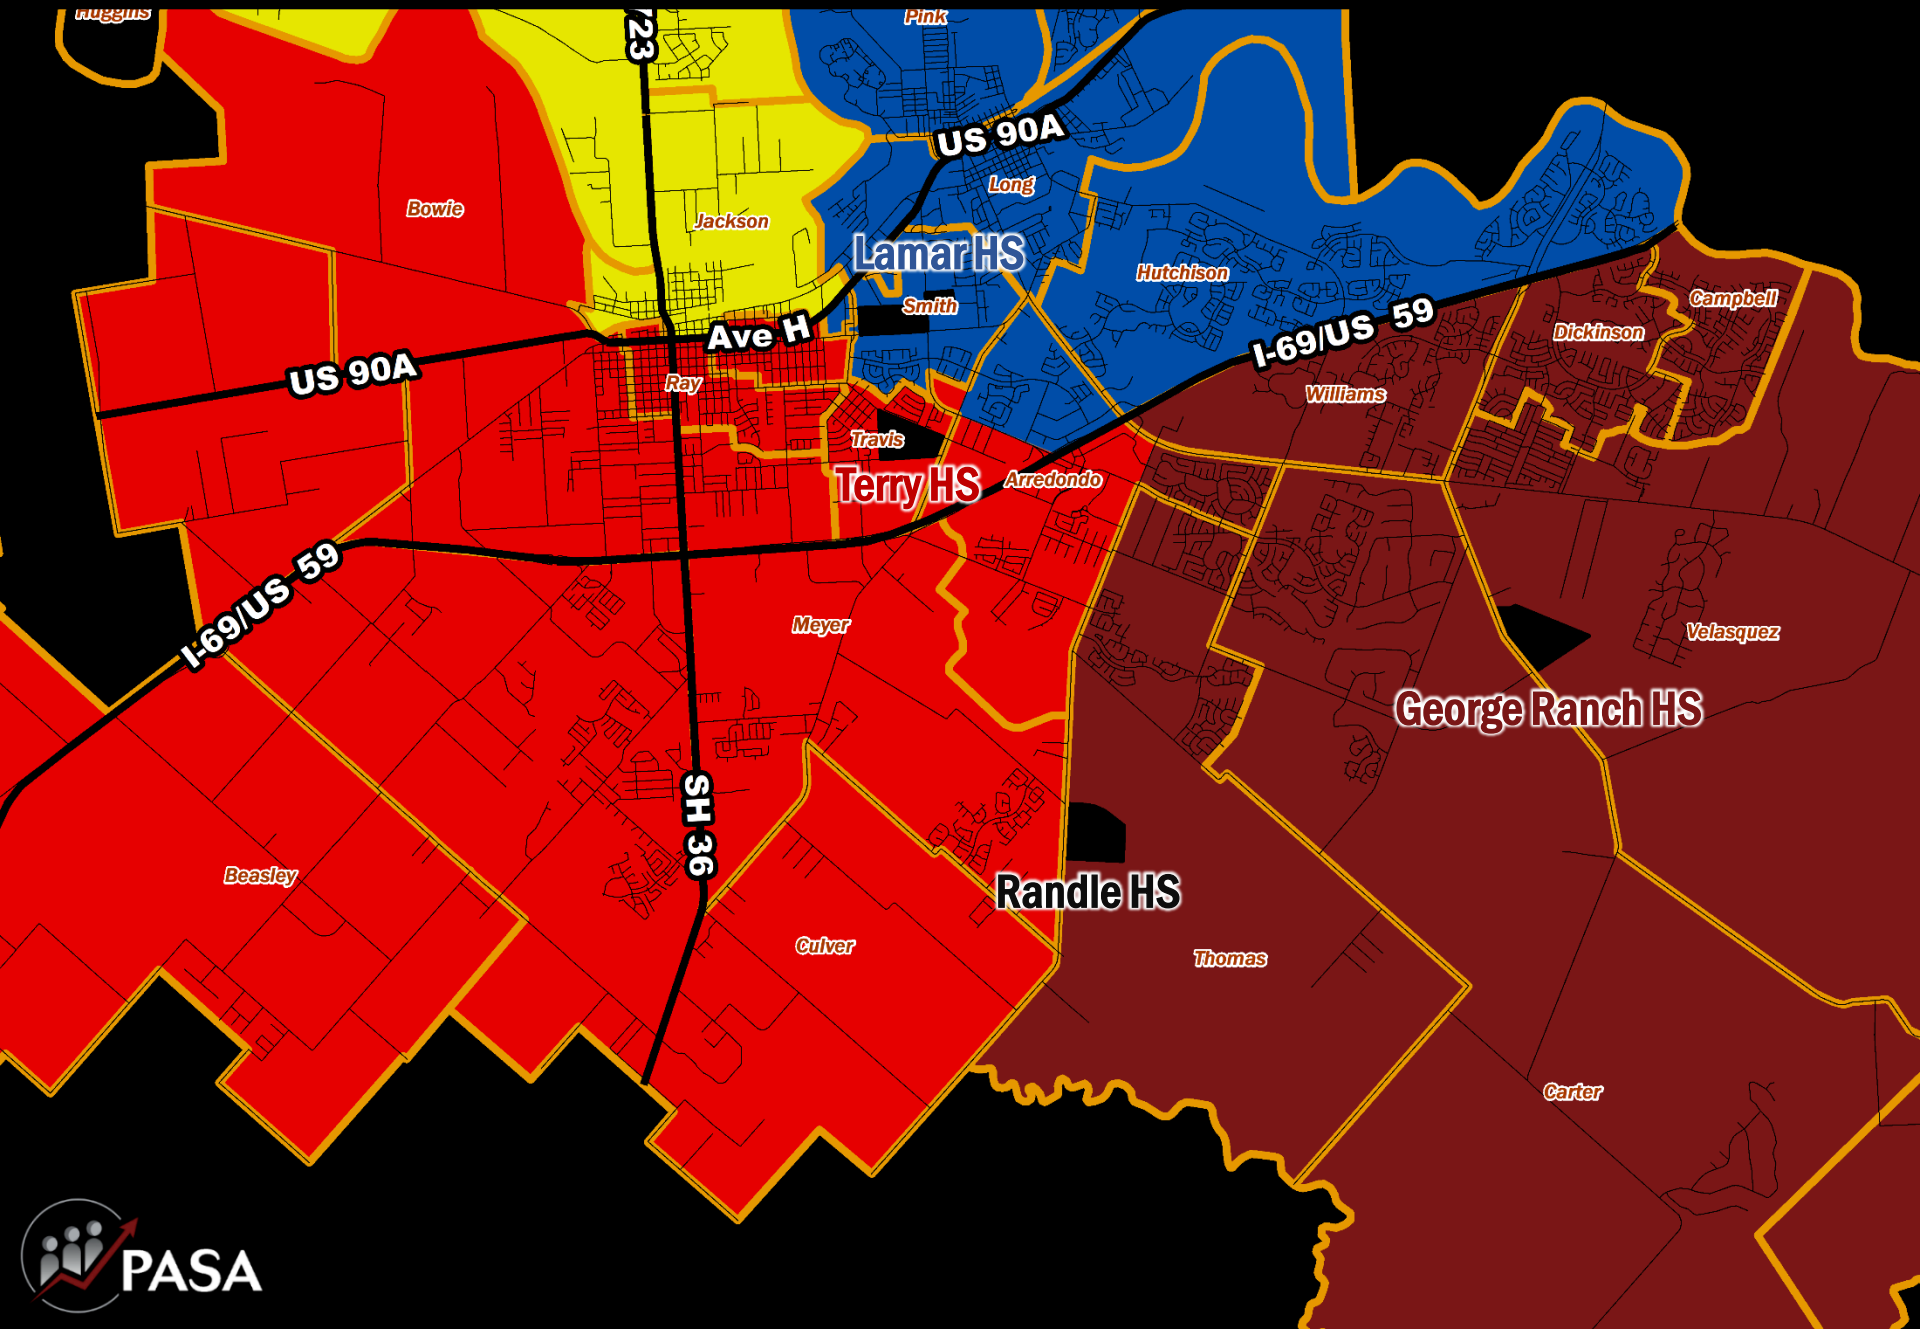 Huggins
723
Pink
US 90A
Long
Bowie
Jackson
Lamar HS
Hutchison
Smith
Campbell
Dickinson
Ave H
I-69/US 59
US 90A
Ray
Williams
Travis
Terry HS
Arredondo
I-69/US 59
Meyer
Velasquez
George Ranch HS
SH 36
Beasley
Randle HS
Culver
Thomas
Carter
PASA